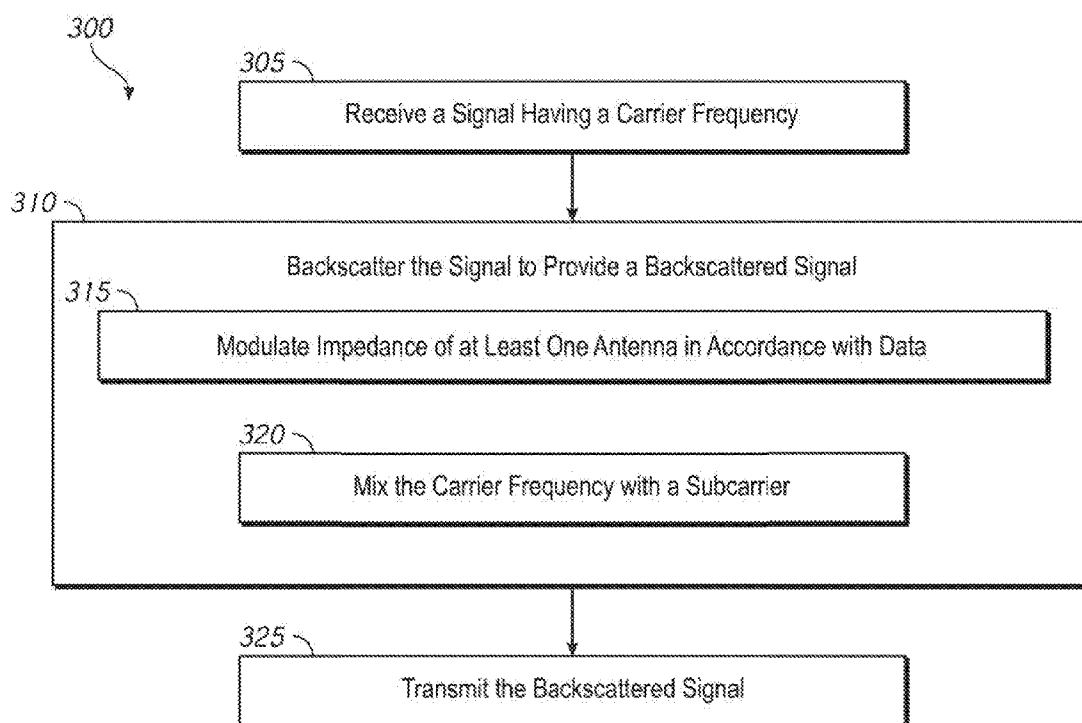 300
305
Receive a Signal Having a Carrier Frequency
310
Backscatter the Signal to Provide a Backscattered Signal
315
Modulate Impedance of at Least One Antenna in Accordance with Data
320
Mix the Carrier Frequency with a Subcarrier
325
Transmit the Backscattered Signal